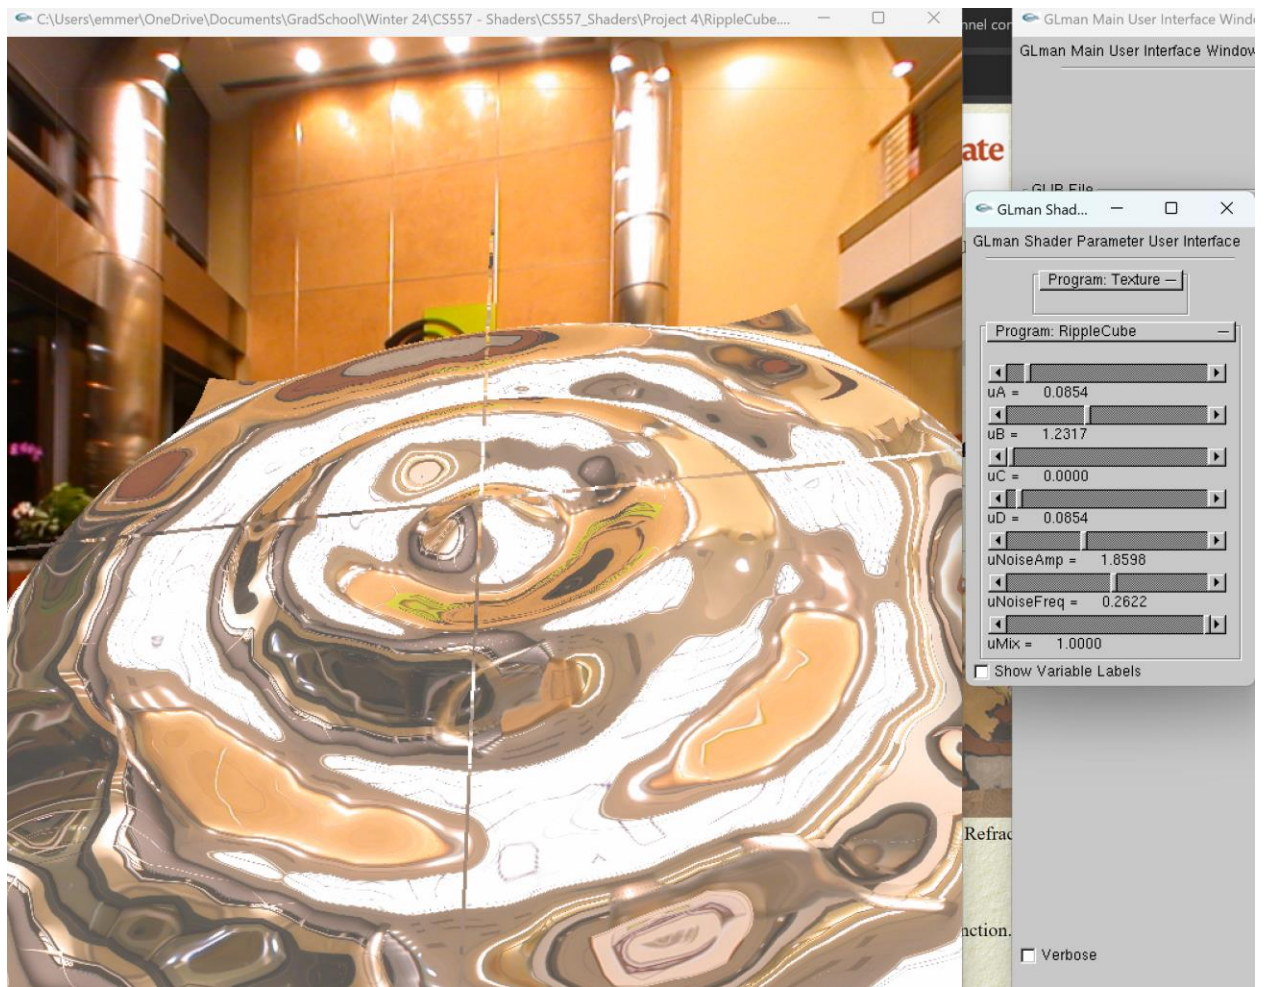 C:\Users\emmer\OneDrive\Documents\GradSchool\Winter 24\CS557 - Shaders\CS557_Shaders\Project 4\RippleCube....
nnel cor
GLman Main User Interface Winde
GLman Main User Interface Window
ate
GLIB File
GLman Shad...
GLman Shader Parameter User Interface
Program: Texture
Program: RippleCube
uA = 0.0854
uB = 1.2317
uC = 0.0000
uD = 0.0854
uNoiseAmp = 1.8598
uNoiseFreq = 0.2622
uMix = 1.0000
Show Variable Labels
Refrac
nction.
Verbose